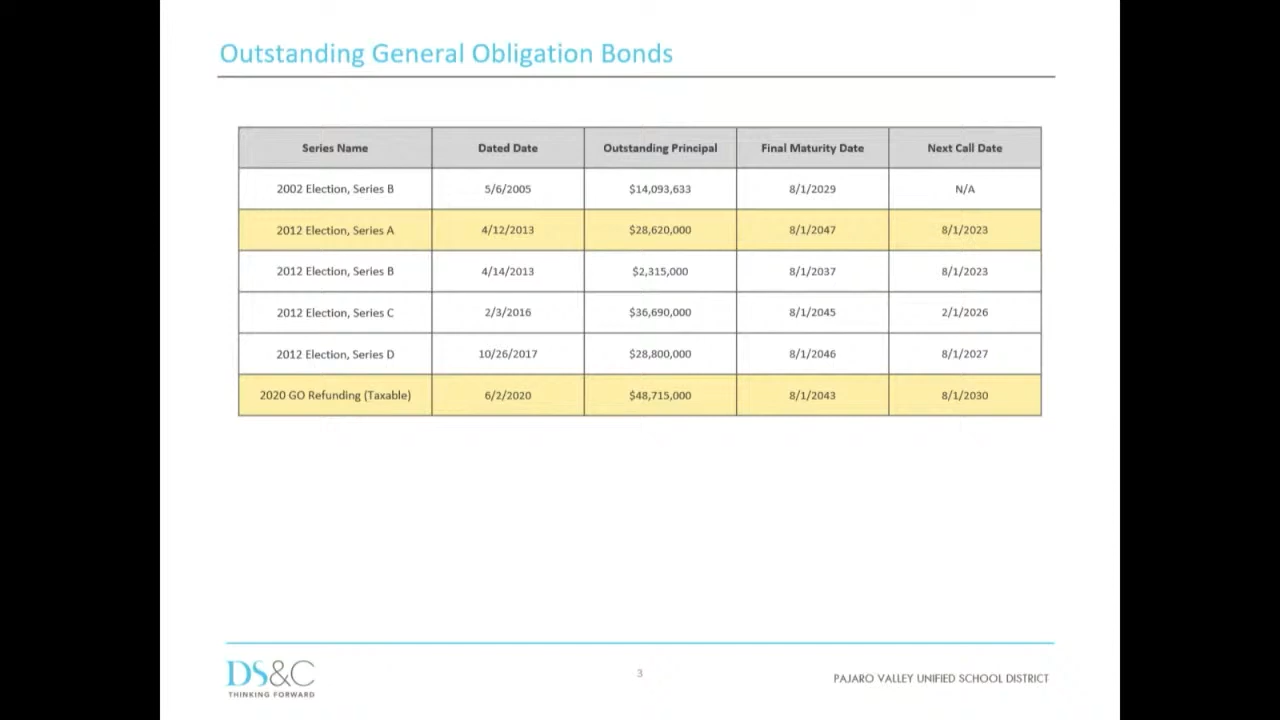 Outstanding General Obligation Bonds
Series Name Dated Date Outstanding Principal Final Maturity Date Next Call Date
2002 Election, Series B 5/6/2005 $14,093,633 8/1/2029 N/A
2012 Election, Series A 4/12/2013 $28,620,000 8/1/2047 8/1/2023
2012 Election, Series B 4/14/2013 $2,315,000 8/1/2037 8/1/2023
2012 Election, Series C 2/3/2016 $36,690,000 8/1/2045 2/1/2026
2012 Election, Series D 10/26/2017 $28,800,000 8/1/2046 8/1/2027
2020 GO Refunding (Taxable) 6/2/2020 $48,715,000 8/1/2043 8/1/2030
DS&C
THINKING FORWARD
3
PAJARO VALLEY UNIFIED SCHOOL DISTRICT